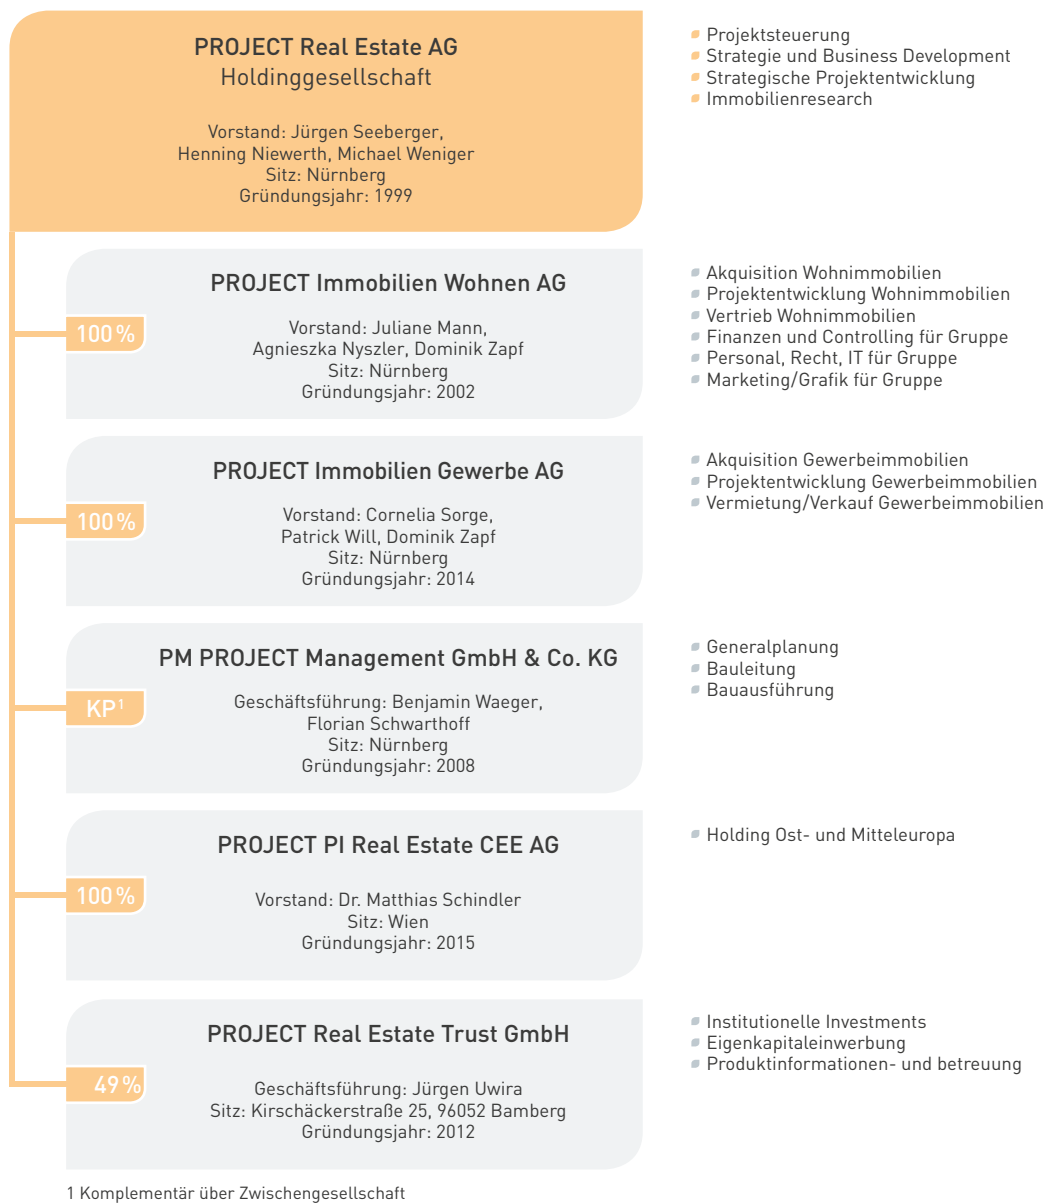 PROJECT Real Estate AG
Holdinggesellschaft
Vorstand: Jürgen Seeberger,
Henning Niewerth, Michael Weniger
Sitz: Nürnberg
Gründungsjahr: 1999
Projektsteuerung
Strategie und Business Development
Strategische Projektentwicklung
Immobilienresearch
100 %
PROJECT Immobilien Wohnen AG
Vorstand: Juliane Mann,
Agnieszka Nyszler, Dominik Zapf
Sitz: Nürnberg
Gründungsjahr: 2002
Akquisition Wohnimmobilien
Projektentwicklung Wohnimmobilien
Vertrieb Wohnimmobilien
Finanzen und Controlling für Gruppe
Personal, Recht, IT für Gruppe
Marketing/Grafik für Gruppe
100 %
PROJECT Immobilien Gewerbe AG
Vorstand: Cornelia Sorge,
Patrick Will, Dominik Zapf
Sitz: Nürnberg
Gründungsjahr: 2014
Akquisition Gewerbeimmobilien
Projektentwicklung Gewerbeimmobilien
Vermietung/Verkauf Gewerbeimmobilien
KP¹
PM PROJECT Management GmbH & Co. KG
Geschäftsführung: Benjamin Waeger,
Florian Schwarthoff
Sitz: Nürnberg
Gründungsjahr: 2008
Generalplanung
Bauleitung
Bauausführung
100 %
PROJECT PI Real Estate CEE AG
Vorstand: Dr. Matthias Schindler
Sitz: Wien
Gründungsjahr: 2015
Holding Ost- und Mitteleuropa
49 %
PROJECT Real Estate Trust GmbH
Geschäftsführung: Jürgen Uwira
Sitz: Kirschäckerstraße 25, 96052 Bamberg
Gründungsjahr: 2012
Institutionelle Investments
Eigenkapitaleinwerbung
Produktinformationen- und betreuung
1 Komplementär über Zwischengesellschaft